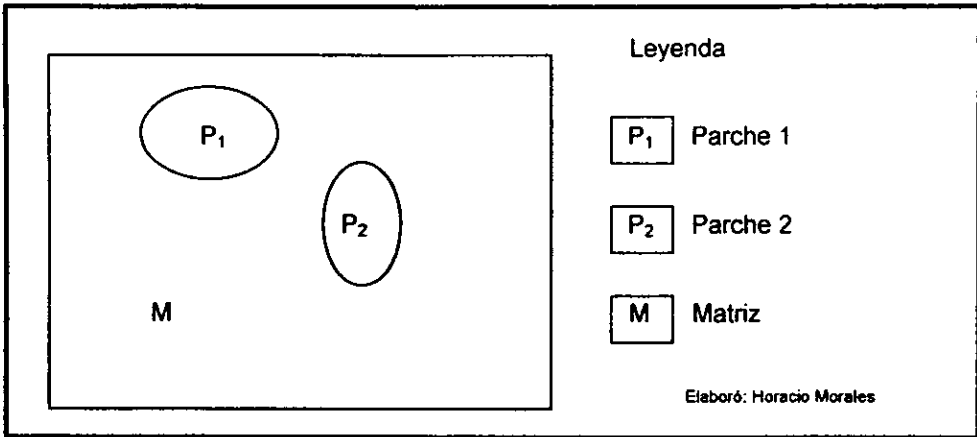 P₁
P₂
M
Leyenda
P₁ Parche 1
P₂ Parche 2
M Matriz
Elaboró: Horacio Morales